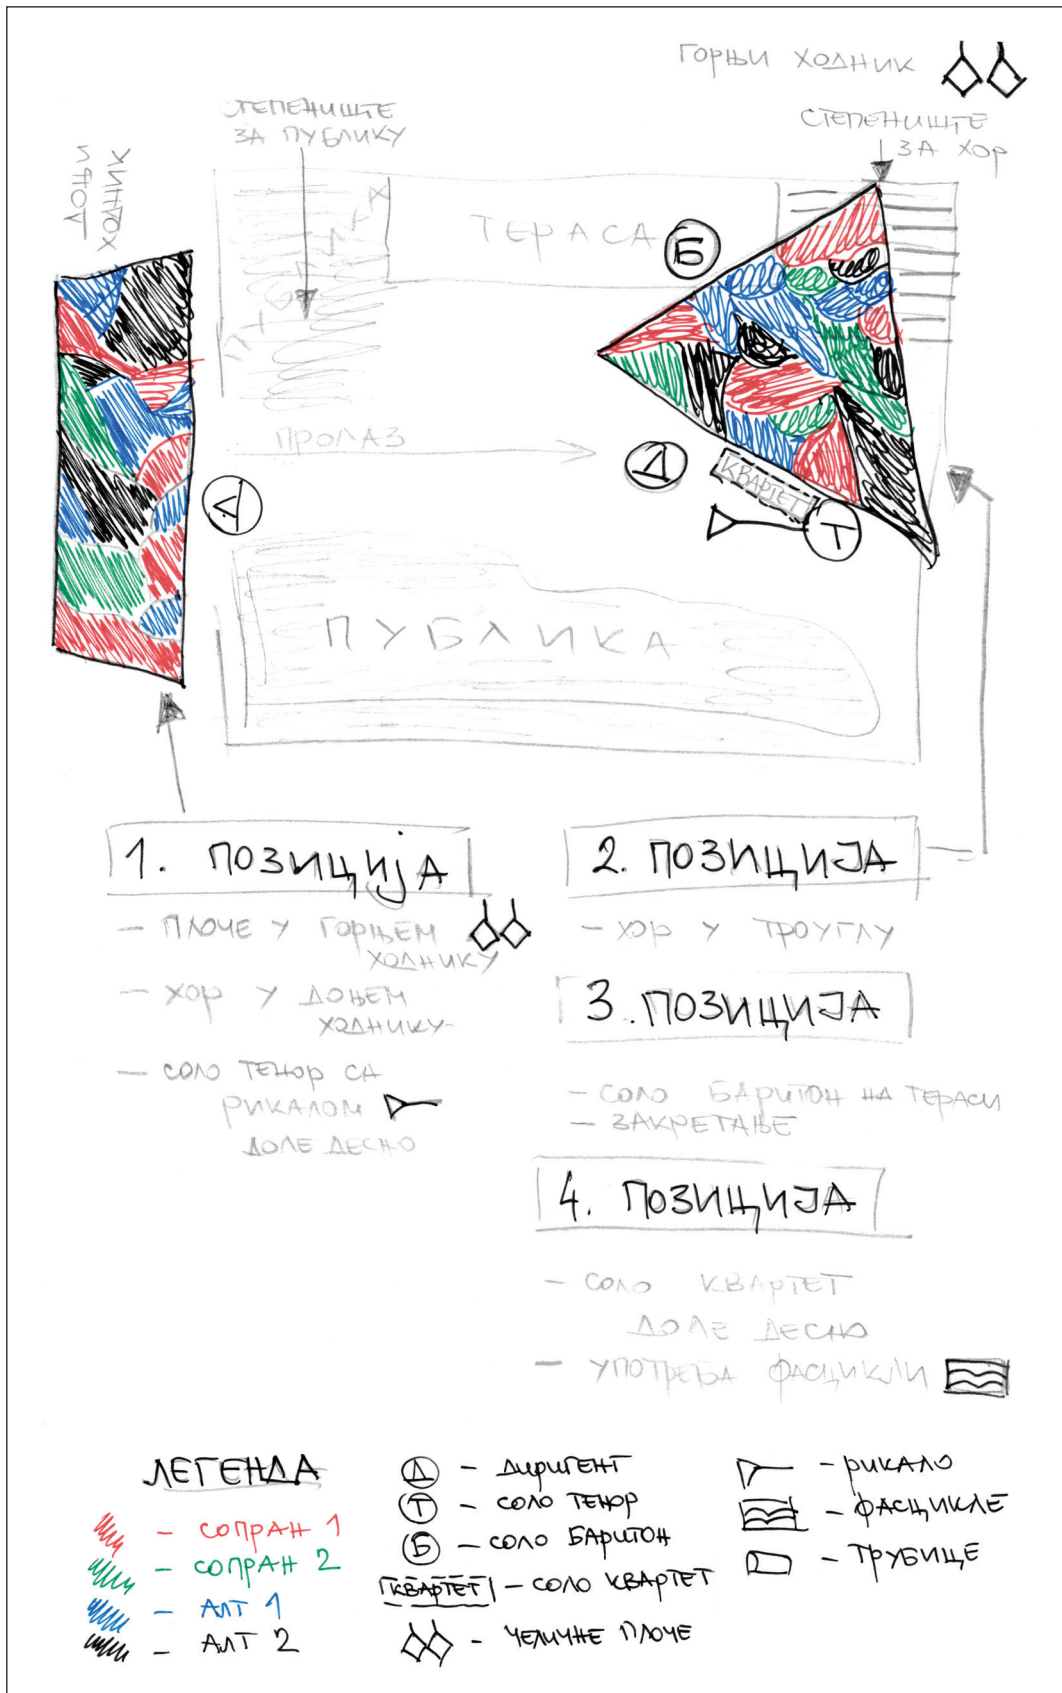 ГОРЊИ ХОДНИК
СТЕПЕНИШТЕ
ЗА ПУБЛИКУ
СТЕПЕНИШТЕ
ЗА ХОР
ДОЊИ
ХОДНИК
ТЕРАСА
Б
ПРОЛАЗ
Д
КВАРТЕТ
Т
Д
ПУБЛИКА
1. ПОЗИЦИЈА
– ПЛОЧЕ У ГОРЊЕМ
ХОДНИКУ
– ХОР У ДОЊЕМ
ХОДНИКУ
– СОЛО ТЕНОР СА
РИКАЛОМ
ДОЛЕ ДЕСНО
2. ПОЗИЦИЈА
– ХОР У ТРОУГЛУ
3. ПОЗИЦИЈА
– СОЛО БАРИТОН НА ТЕРАСИ
– ЗАКРЕТАЊЕ
4. ПОЗИЦИЈА
– СОЛО КВАРТЕТ
ДОЛЕ ДЕСНО
– УПОТРЕБА ФАСЦИКЛИ
ЛЕГЕНДА
– СОПРАН 1
– СОПРАН 2
– АЛТ 1
– АЛТ 2
Д – ДИРИГЕНТ
Т – СОЛО ТЕНОР
Б – СОЛО БАРИТОН
КВАРТЕТ – СОЛО КВАРТЕТ
– ЧЕЛИЧНЕ ПЛОЧЕ
– РИКАЛО
– ФАСЦИКЛЕ
– ТРУБИЦЕ